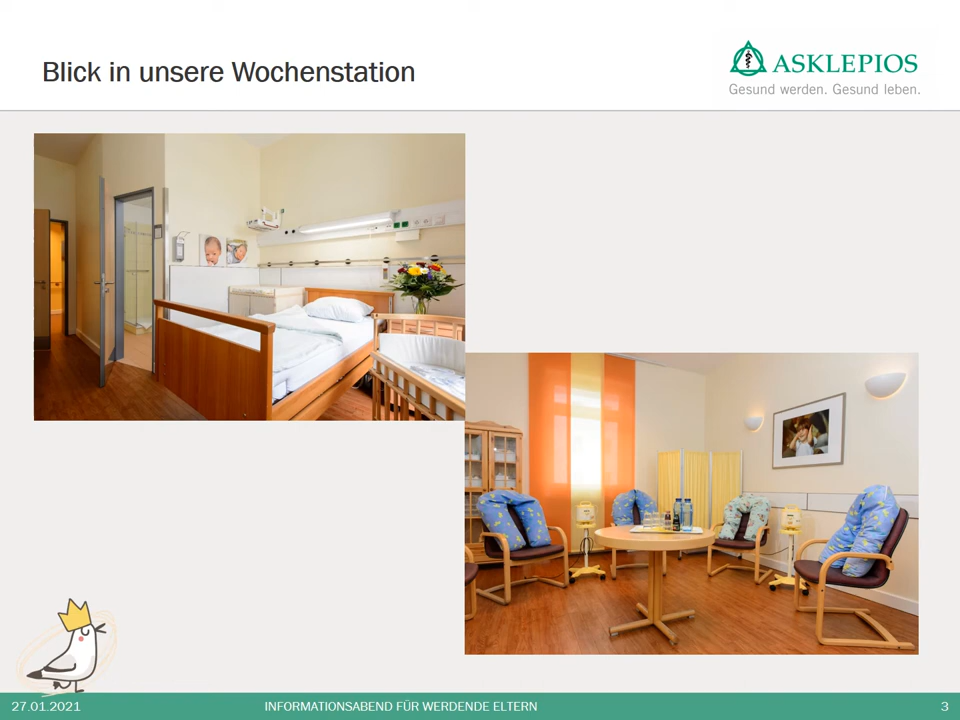 Blick in unsere Wochenstation
ASKLEPIOS
Gesund werden. Gesund leben.
27.01.2021
INFORMATIONSABEND FÜR WERDENDE ELTERN
3